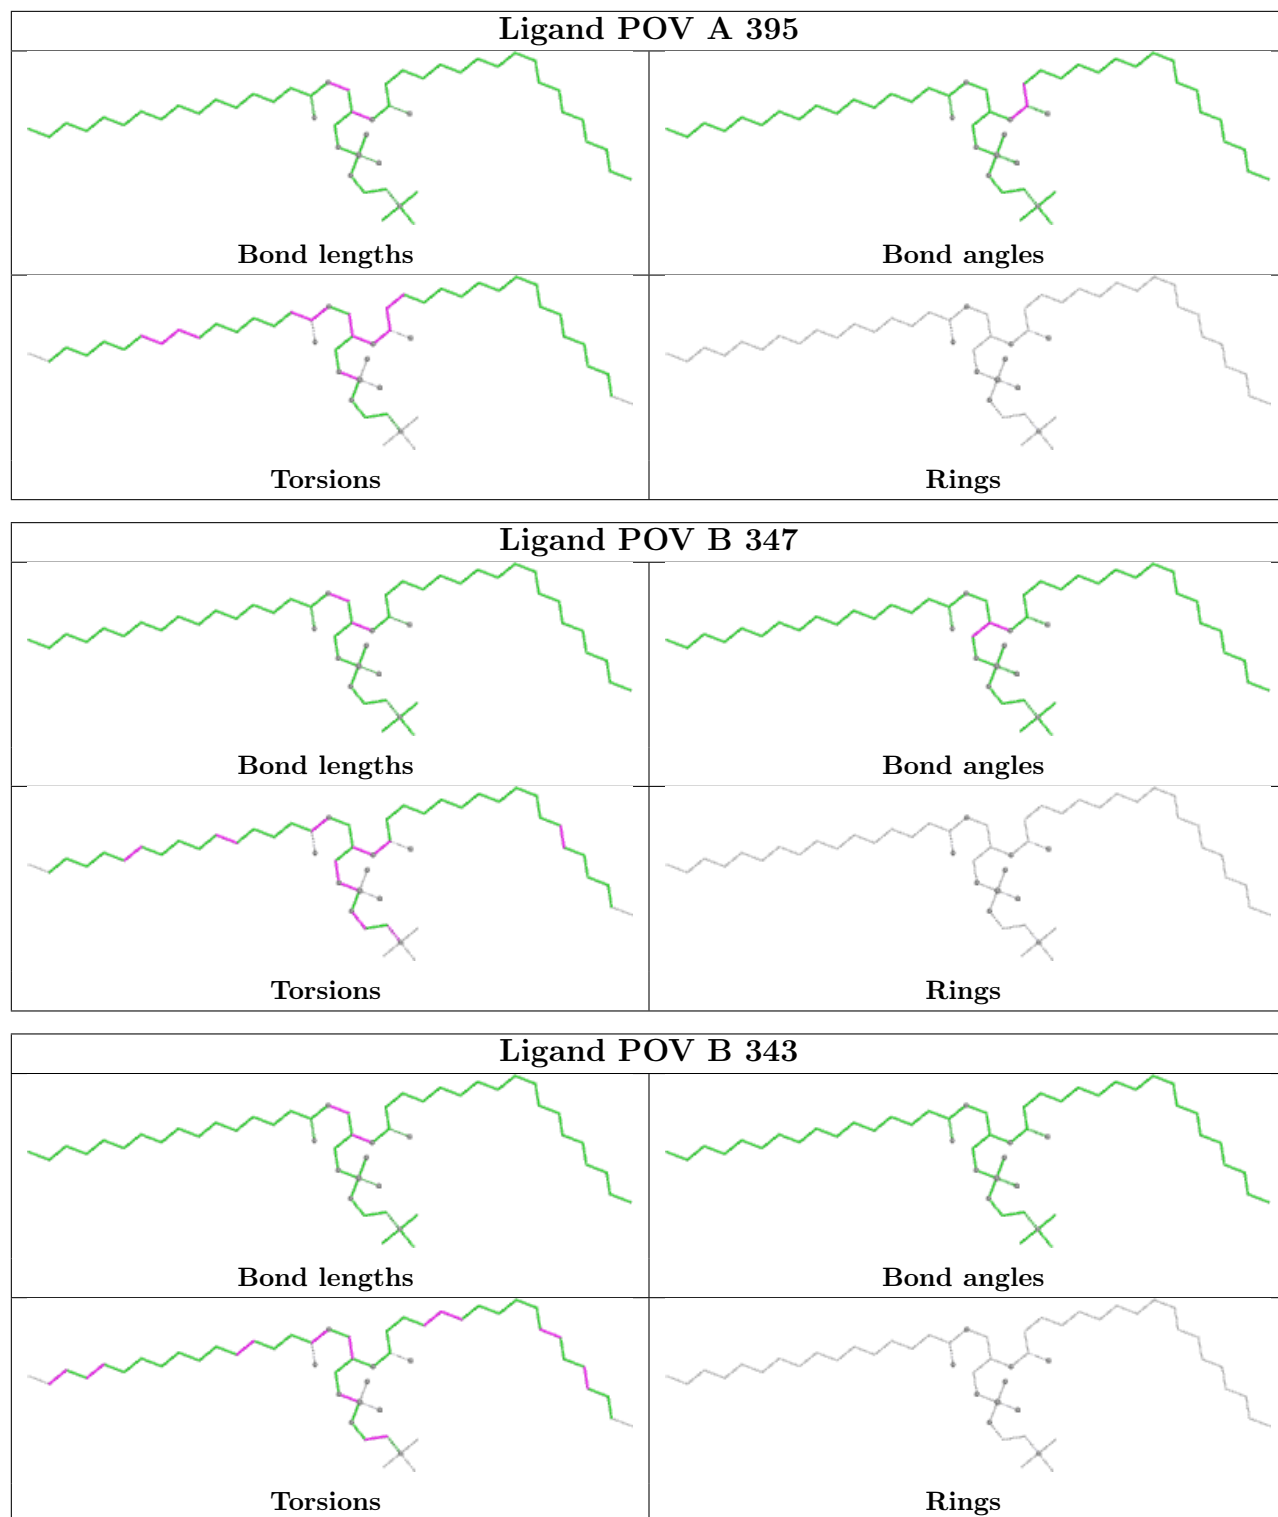 Ligand POV A 395
Bond lengths
Bond angles
Torsions
Rings
Ligand POV B 347
Bond lengths
Bond angles
Torsions
Rings
Ligand POV B 343
Bond lengths
Bond angles
Torsions
Rings